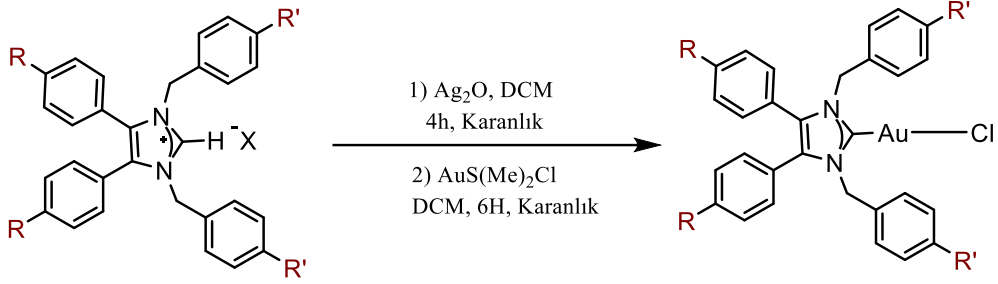 R
R'
N
N
H ⁻X
+
R
R'
1) Ag₂O, DCM
4h, Karanlık
2) AuS(Me)₂Cl
DCM, 6H, Karanlık
R
R'
N
N
Au
Cl
R
R'